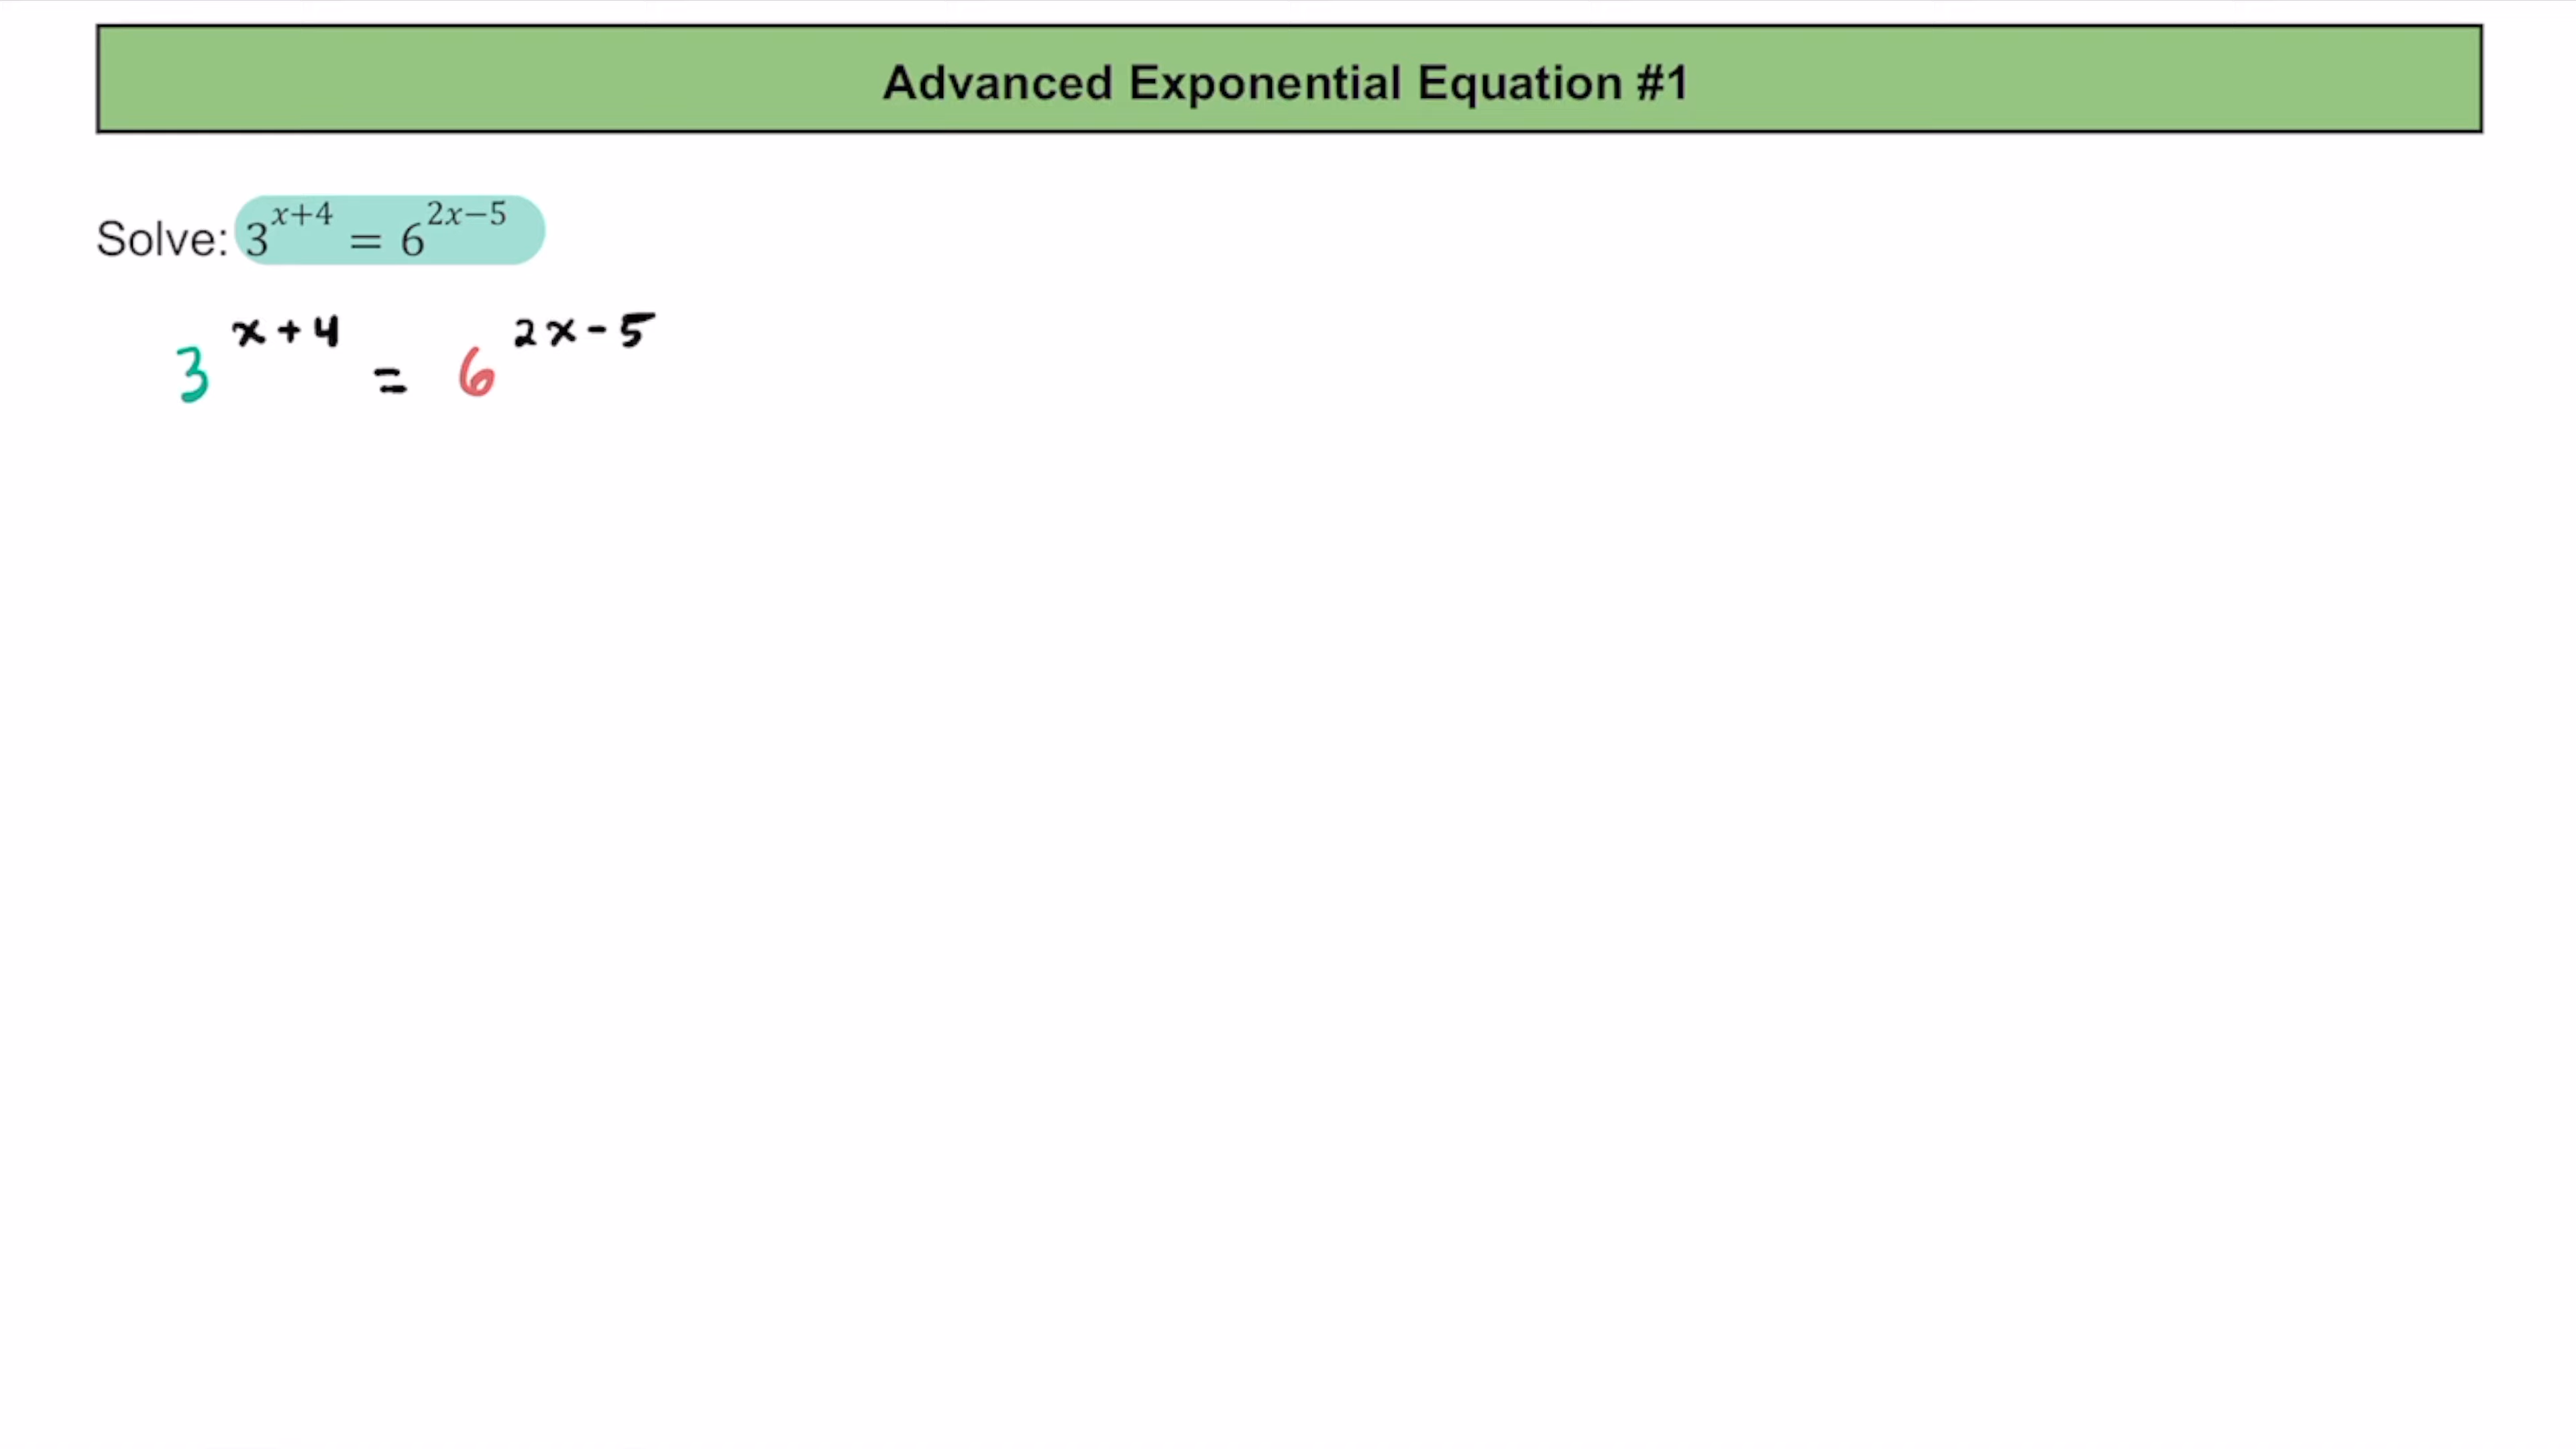 Advanced Exponential Equation #1
Solve: 3^{x+4} = 6^{2x−5}
3^{x+4} = 6^{2x-5}